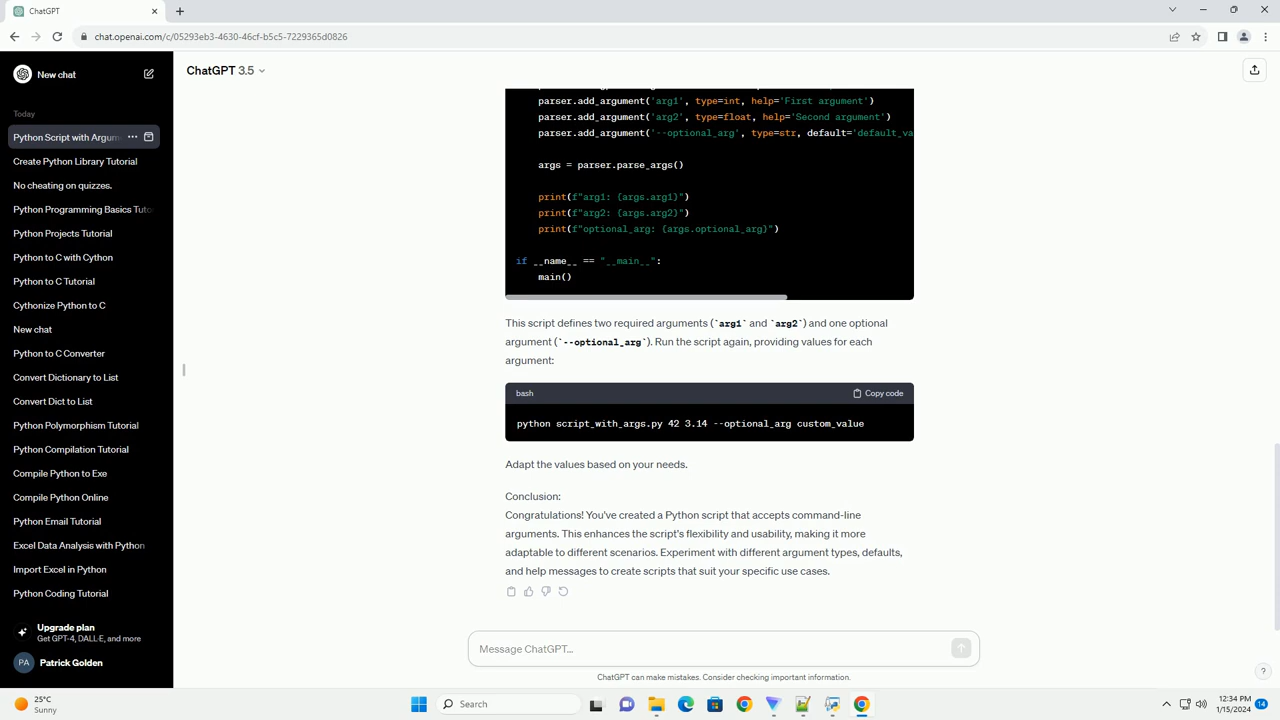 ChatGPT
chat.openai.com/c/05293eb3-4630-46cf-b5c5-7229365d0826
New chat
ChatGPT 3.5
Today
Python Script with Argum
Create Python Library Tutorial
No cheating on quizzes.
Python Programming Basics Tuto
Python Projects Tutorial
Python to C with Cython
Python to C Tutorial
Cythonize Python to C
New chat
Python to C Converter
Convert Dictionary to List
Convert Dict to List
Python Polymorphism Tutorial
Python Compilation Tutorial
Compile Python to Exe
Compile Python Online
Python Email Tutorial
Excel Data Analysis with Python
Import Excel in Python
Python Coding Tutorial
Upgrade plan
Get GPT-4, DALL·E, and more
PA Patrick Golden
parser.add_argument('arg1', type=int, help='First argument')
parser.add_argument('arg2', type=float, help='Second argument')
parser.add_argument('--optional_arg', type=str, default='default_va
args = parser.parse_args()
print(f"arg1: {args.arg1}")
print(f"arg2: {args.arg2}")
print(f"optional_arg: {args.optional_arg}")
if __name__ == "__main__":
main()
This script defines two required arguments (`arg1` and `arg2`) and one optional
argument (`--optional_arg`). Run the script again, providing values for each
argument:
bash
Copy code
python script_with_args.py 42 3.14 --optional_arg custom_value
Adapt the values based on your needs.
Conclusion:
Congratulations! You've created a Python script that accepts command-line
arguments. This enhances the script's flexibility and usability, making it more
adaptable to different scenarios. Experiment with different argument types, defaults,
and help messages to create scripts that suit your specific use cases.
Message ChatGPT...
ChatGPT can make mistakes. Consider checking important information.
?
25°C
Sunny
Search
12:34 PM
1/15/2024
14